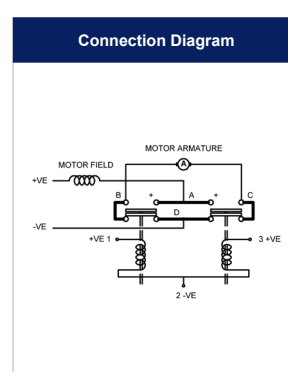 Connection Diagram
MOTOR ARMATURE
A
MOTOR FIELD
+VE
B + A + C
D
-VE
+VE 1
3 +VE
2 -VE